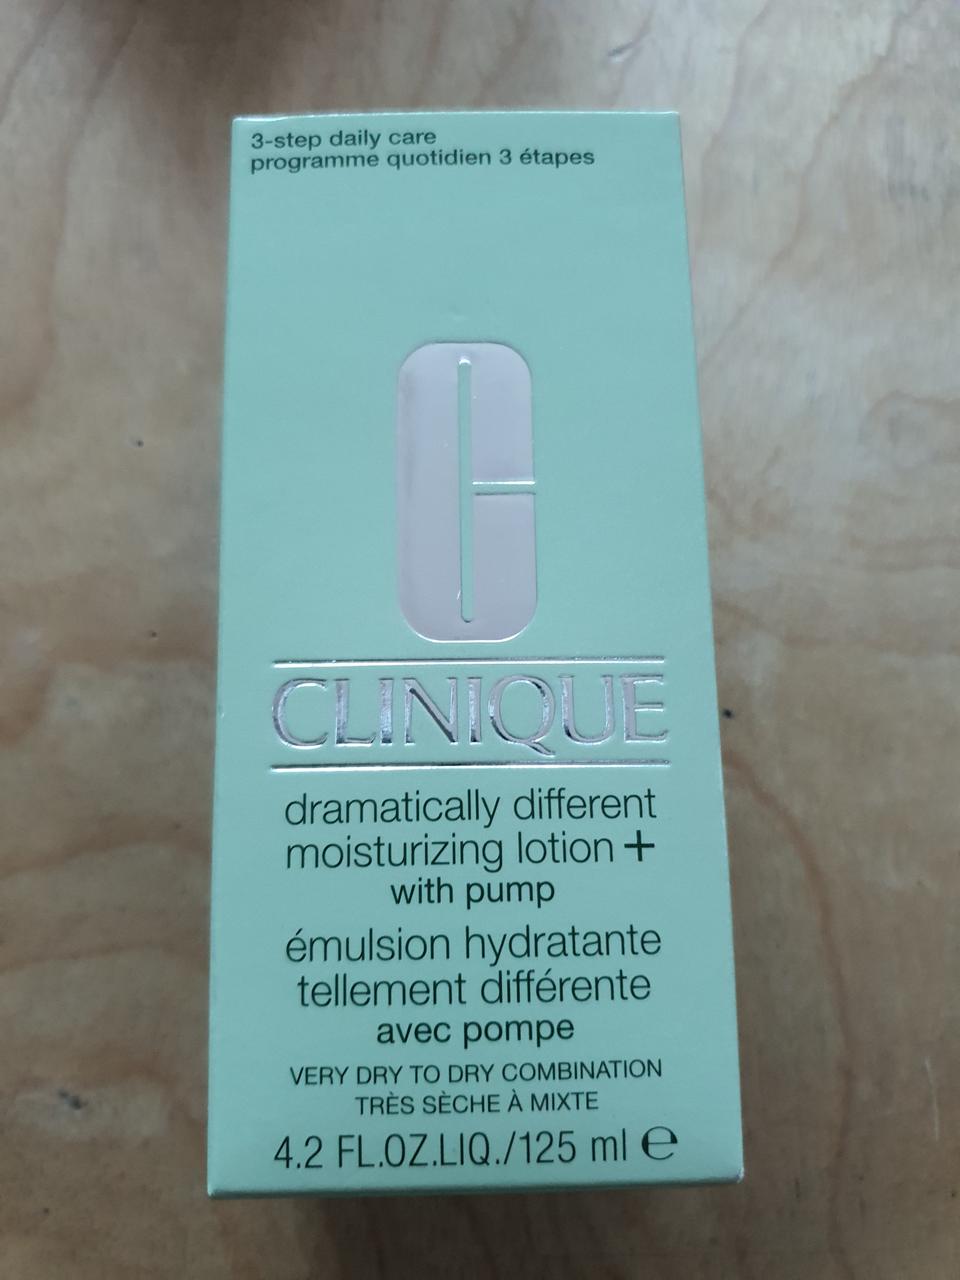 3-step daily care
programme quotidien 3 étapes
C
CLINIQUE
dramatically different
moisturizing lotion +
with pump
émulsion hydratante
tellement différente
avec pompe
VERY DRY TO DRY COMBINATION
TRÈS SÈCHE À MIXTE
4.2 FL.OZ.LIQ./125 ml ℮